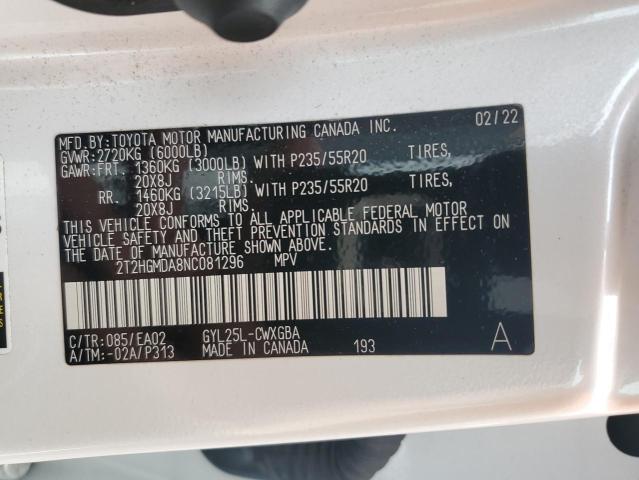 MFD.BY:TOYOTA MOTOR MANUFACTURING CANADA INC. 02/22
GVWR:2720KG (6000LB)
GAWR:FRT. 1360KG (3000LB) WITH P235/55R20 TIRES,
20X8J RIMS.
RR. 1460KG (3215LB) WITH P235/55R20 TIRES,
20X8J RIMS.
THIS VEHICLE CONFORMS TO ALL APPLICABLE FEDERAL MOTOR
VEHICLE SAFETY AND THEFT PREVENTION STANDARDS IN EFFECT ON
THE DATE OF MANUFACTURE SHOWN ABOVE.
2T2HGMDA8NC081296 MPV
C/TR:085/EA02 GYL25L-CWXGBA
A/TM:-02A/P313 MADE IN CANADA 193 A